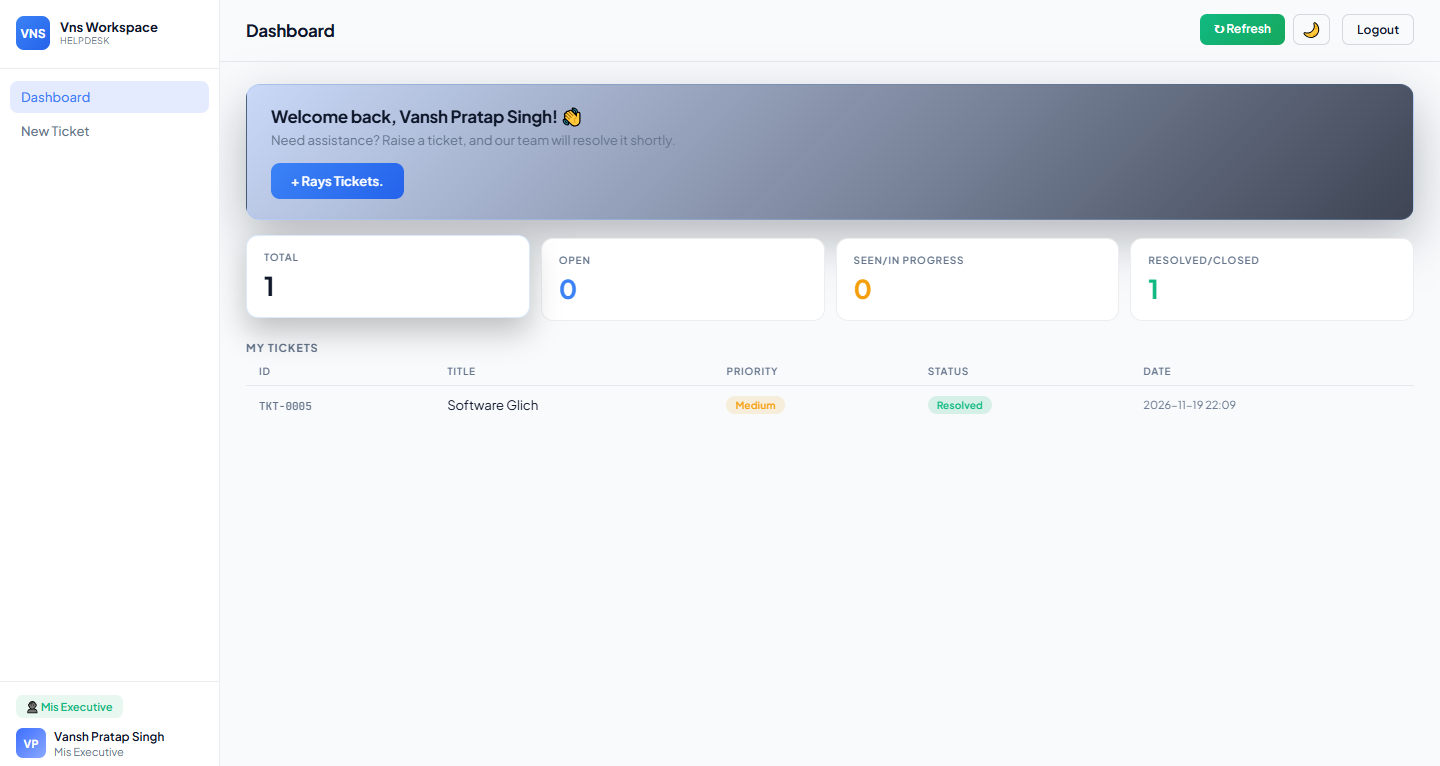 VNS
Vns Workspace
HELPDESK
Dashboard
New Ticket
Mis Executive
VP
Vansh Pratap Singh
Mis Executive
Dashboard
↻ Refresh
🌙
Logout
Welcome back, Vansh Pratap Singh! 👋
Need assistance? Raise a ticket, and our team will resolve it shortly.
+ Rays Tickets.
TOTAL
1
OPEN
0
SEEN/IN PROGRESS
0
RESOLVED/CLOSED
1
MY TICKETS
ID TITLE PRIORITY STATUS DATE
TKT-0005 Software Glich Medium Resolved 2026-11-19 22:09